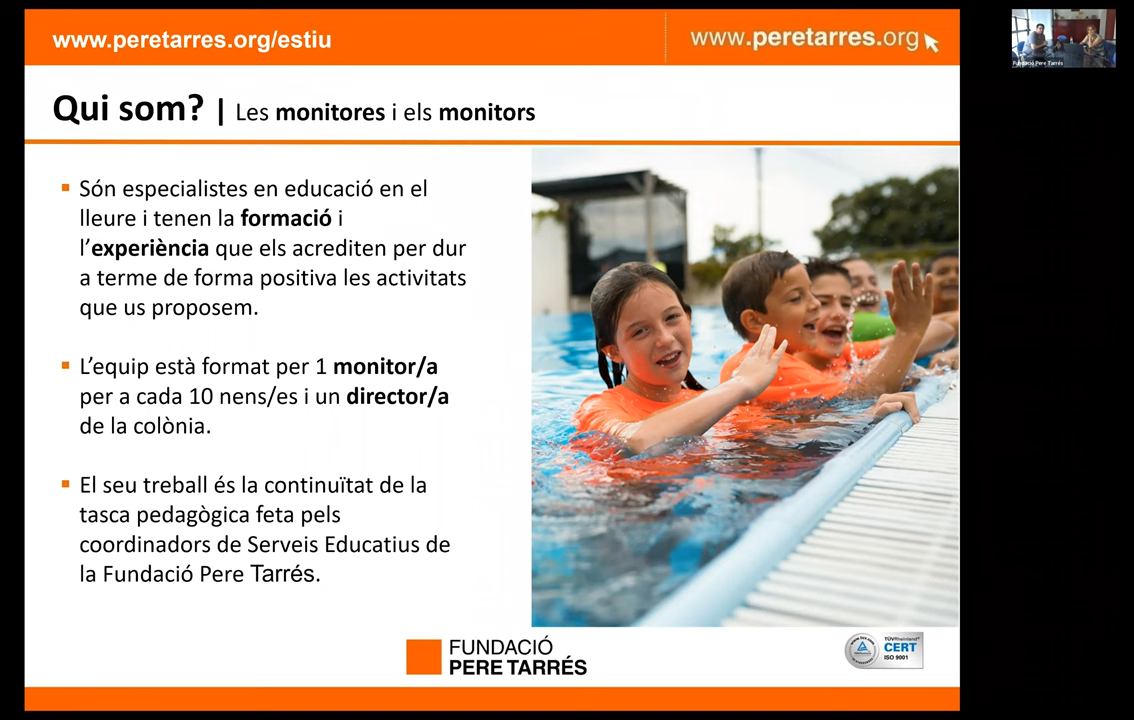 www.peretarres.org/estiu
www.peretarres.org
Fundació Pere Tarrés
Qui som? | Les monitores i els monitors
Són especialistes en educació en el
lleure i tenen la formació i
l’experiència que els acrediten per dur
a terme de forma positiva les activitats
que us proposem.
L’equip està format per 1 monitor/a
per a cada 10 nens/es i un director/a
de la colònia.
El seu treball és la continuïtat de la
tasca pedagògica feta pels
coordinadors de Serveis Educatius de
la Fundació Pere Tarrés.
FUNDACIÓ
PERE TARRÉS
TÜVRheinland
CERT
ISO 9001